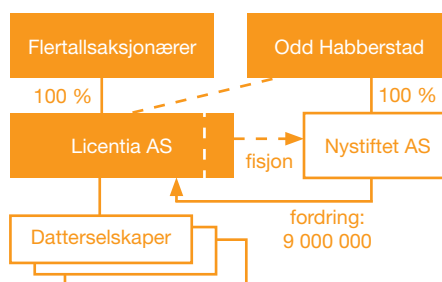 Flertallsaksjonærer
Odd Habberstad
100 %
100 %
Licentia AS
Nystiftet AS
fisjon
fordring:
9 000 000
Datterselskaper